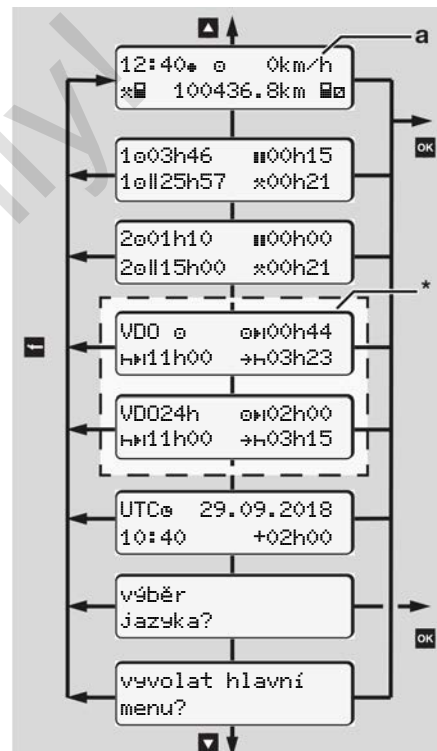 a
12:40 0km/h
100436.8km
OK
1 03h46 00h15
1 25h57 00h21
2 01h10 00h00
2 15h00 00h21
*
VDO 00h44
11h00 03h23
VDO24h 02h00
11h00 03h15
UTC 29.09.2018
10:40 +02h00
výběr
jazyka?
OK
vyvolat hlavní
menu?